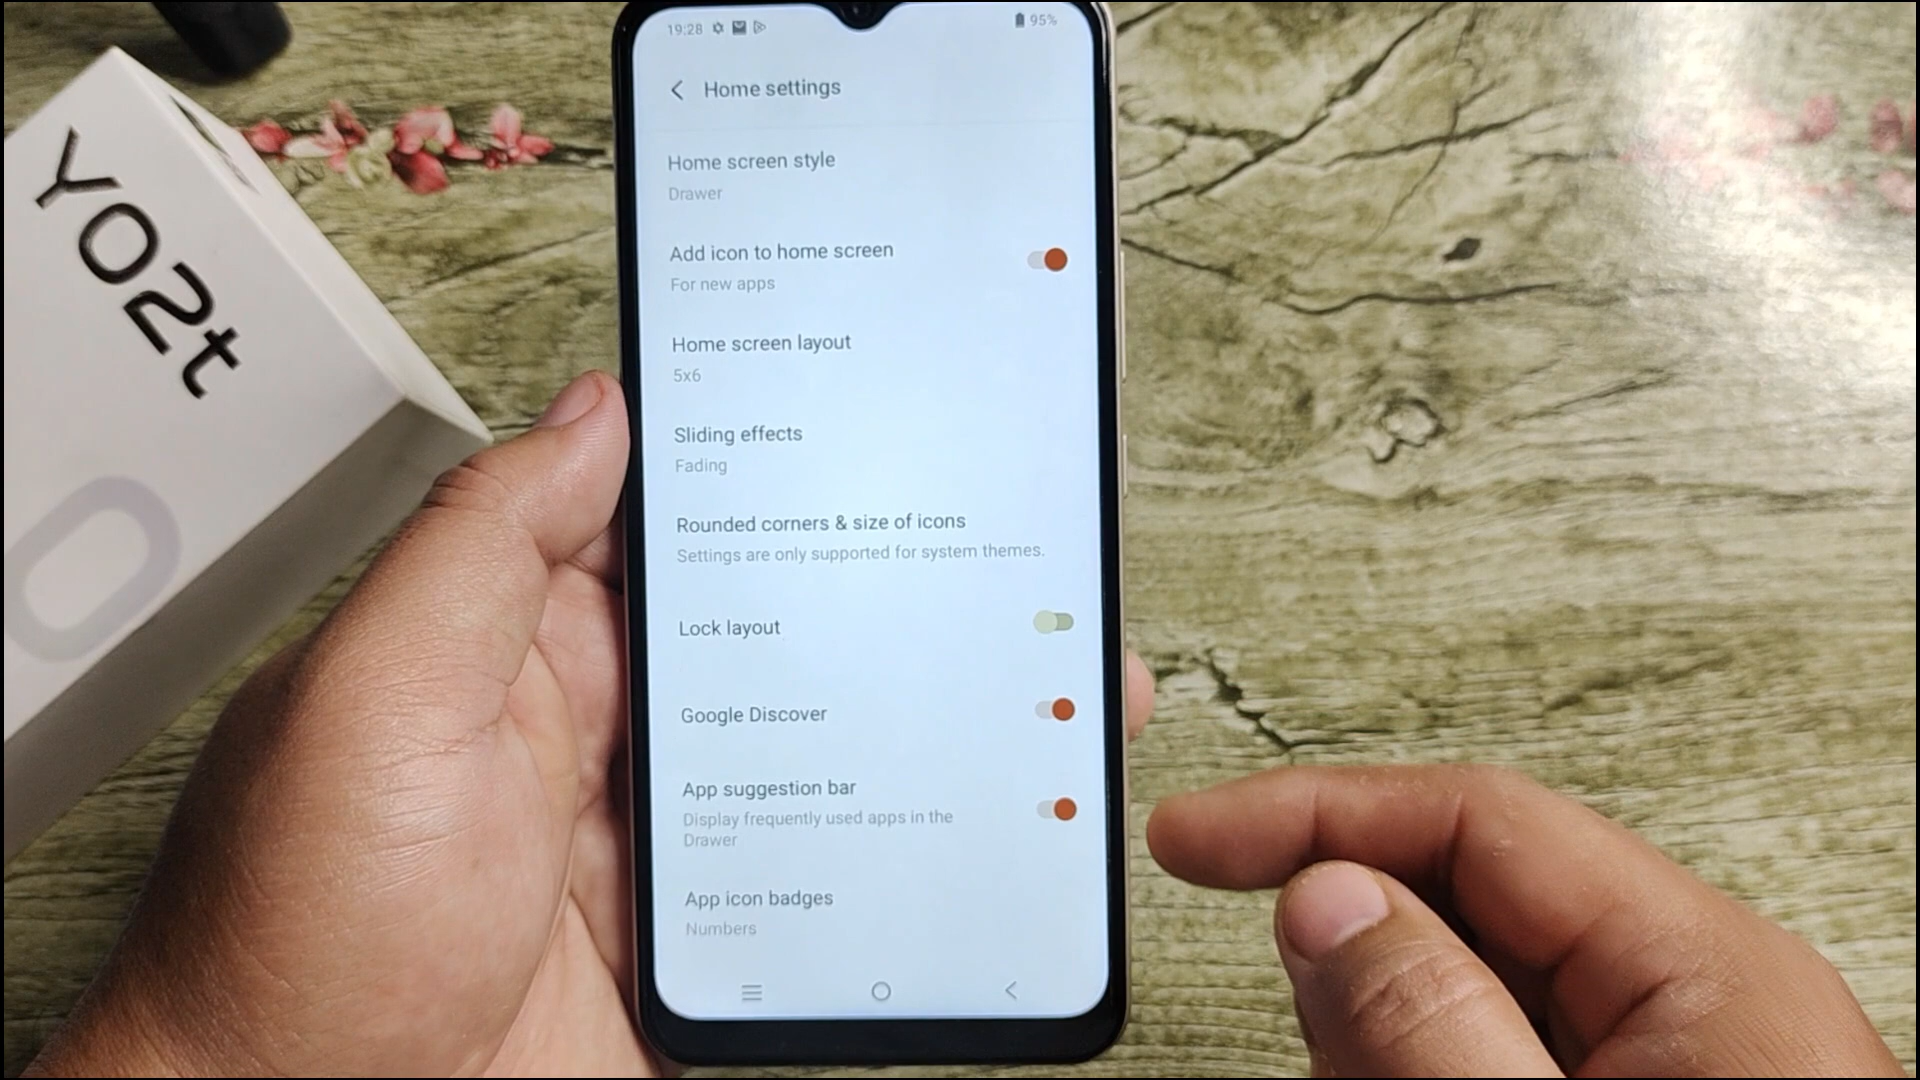 Y02t
19:28
95%
Home settings
Home screen style
Drawer
Add icon to home screen
For new apps
Home screen layout
5x6
Sliding effects
Fading
Rounded corners & size of icons
Settings are only supported for system themes.
Lock layout
Google Discover
App suggestion bar
Display frequently used apps in the
Drawer
App icon badges
Numbers